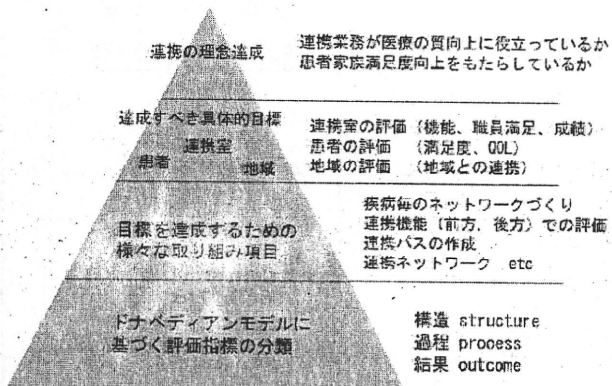 連携の理念達成
連携業務が医療の質向上に役立っているか
患者家族満足度向上をもたらしているか
達成すべき具体的目標
連携室
患者
地域
連携室の評価（機能、職員満足、成績）
患者の評価　（満足度、QOL）
地域の評価　（地域との連携）
目標を達成するための
様々な取り組み項目
疾病毎のネットワークづくり
連携機能（前方、後方）での評価
連携パスの作成
連携ネットワーク　etc
ドナベディアンモデルに
基づく評価指標の分類
構造 structure
過程 process
結果 outcome